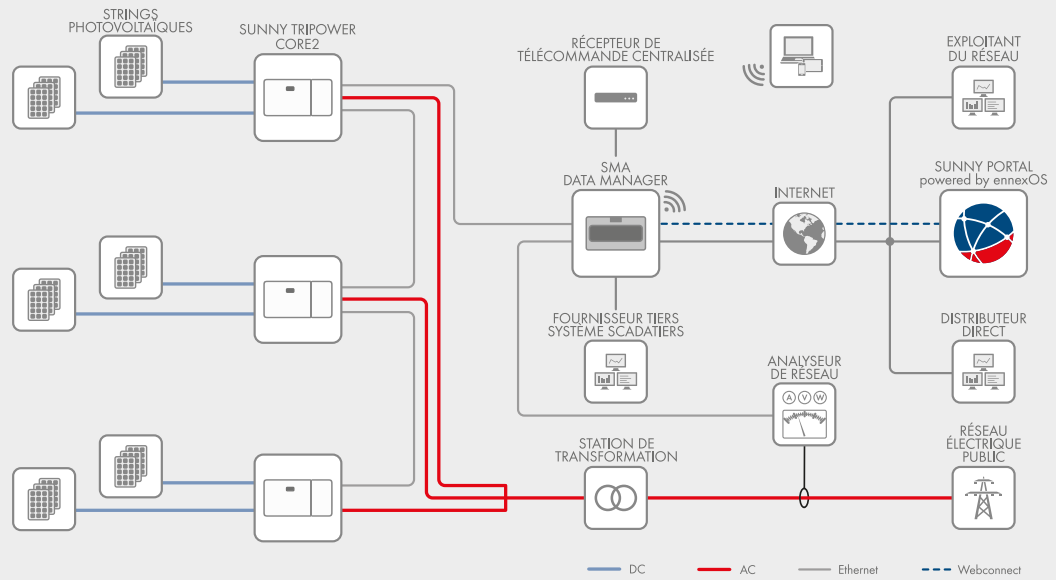 STRINGS
PHOTOVOLTAÏQUES
SUNNY TRIPOWER
CORE2
RÉCEPTEUR DE
TÉLÉCOMMANDE CENTRALISÉE
EXPLOITANT
DU RÉSEAU
SMA
DATA MANAGER
INTERNET
SUNNY PORTAL
powered by ennexOS
FOURNISSEUR TIERS
SYSTÈME SCADATIERS
ANALYSEUR
DE RÉSEAU
A V W
DISTRIBUTEUR
DIRECT
STATION DE
TRANSFORMATION
RÉSEAU
ÉLECTRIQUE
PUBLIC
DC
AC
Ethernet
Webconnect